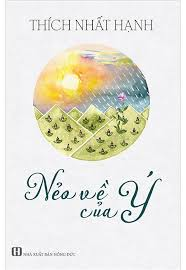 THÍCH NHẤT HẠNH
Nẻo về
của Ý
NHÀ XUẤT BẢN HỒNG ĐỨC